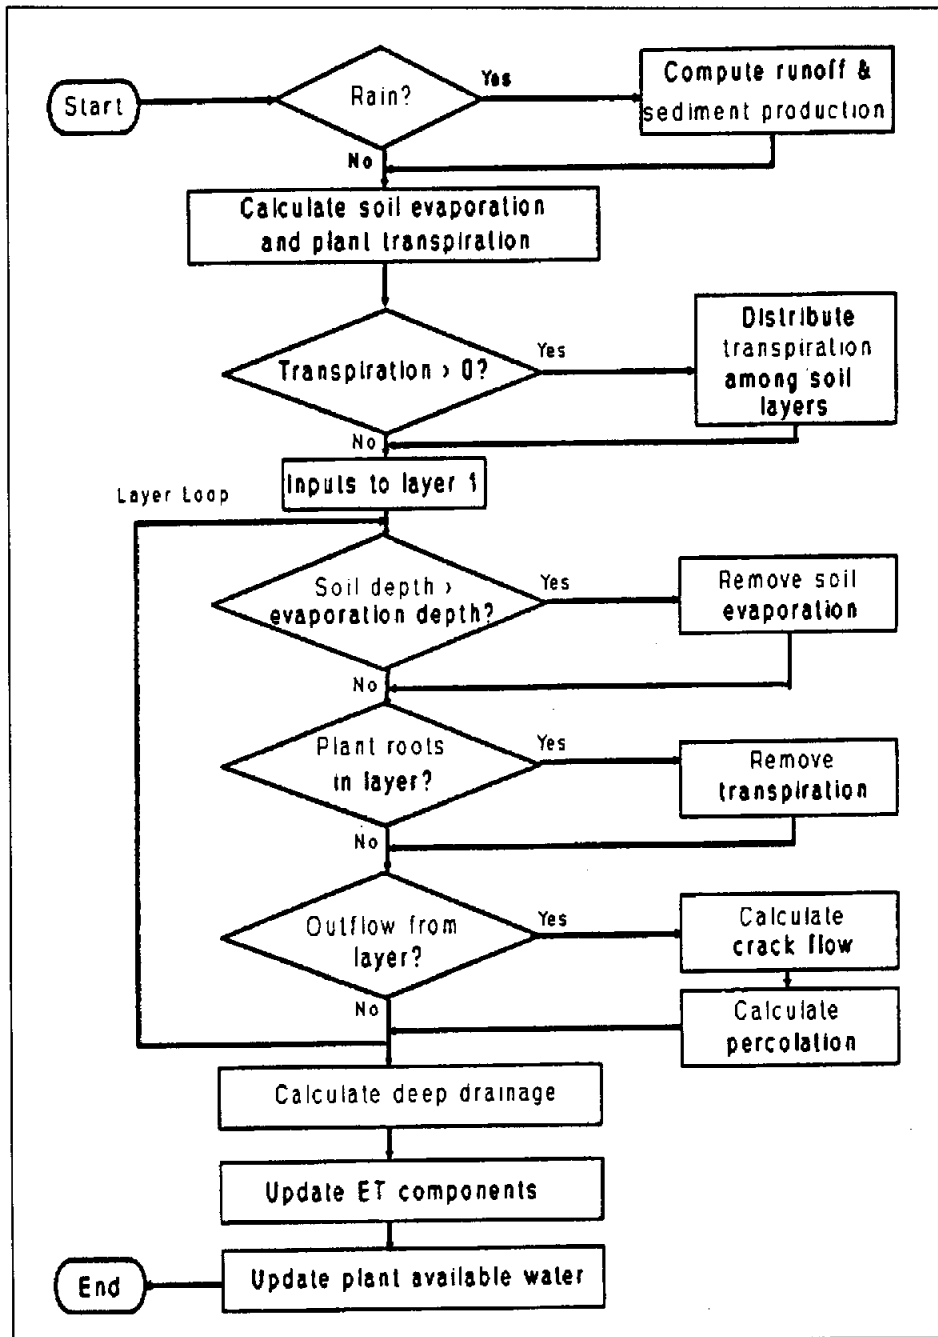 Start
Rain?
Yes
Compute runoff &
sediment production
No
Calculate soil evaporation
and plant transpiration
Transpiration > 0?
Yes
Distribute
transpiration
among soil
layers
No
Inputs to layer 1
Layer Loop
Soil depth >
evaporation depth?
Yes
Remove soil
evaporation
No
Plant roots
in layer?
Yes
Remove
transpiration
No
Outflow from
layer?
Yes
Calculate
crack flow
No
Calculate
percolation
Calculate deep drainage
Update ET components
Update plant available water
End